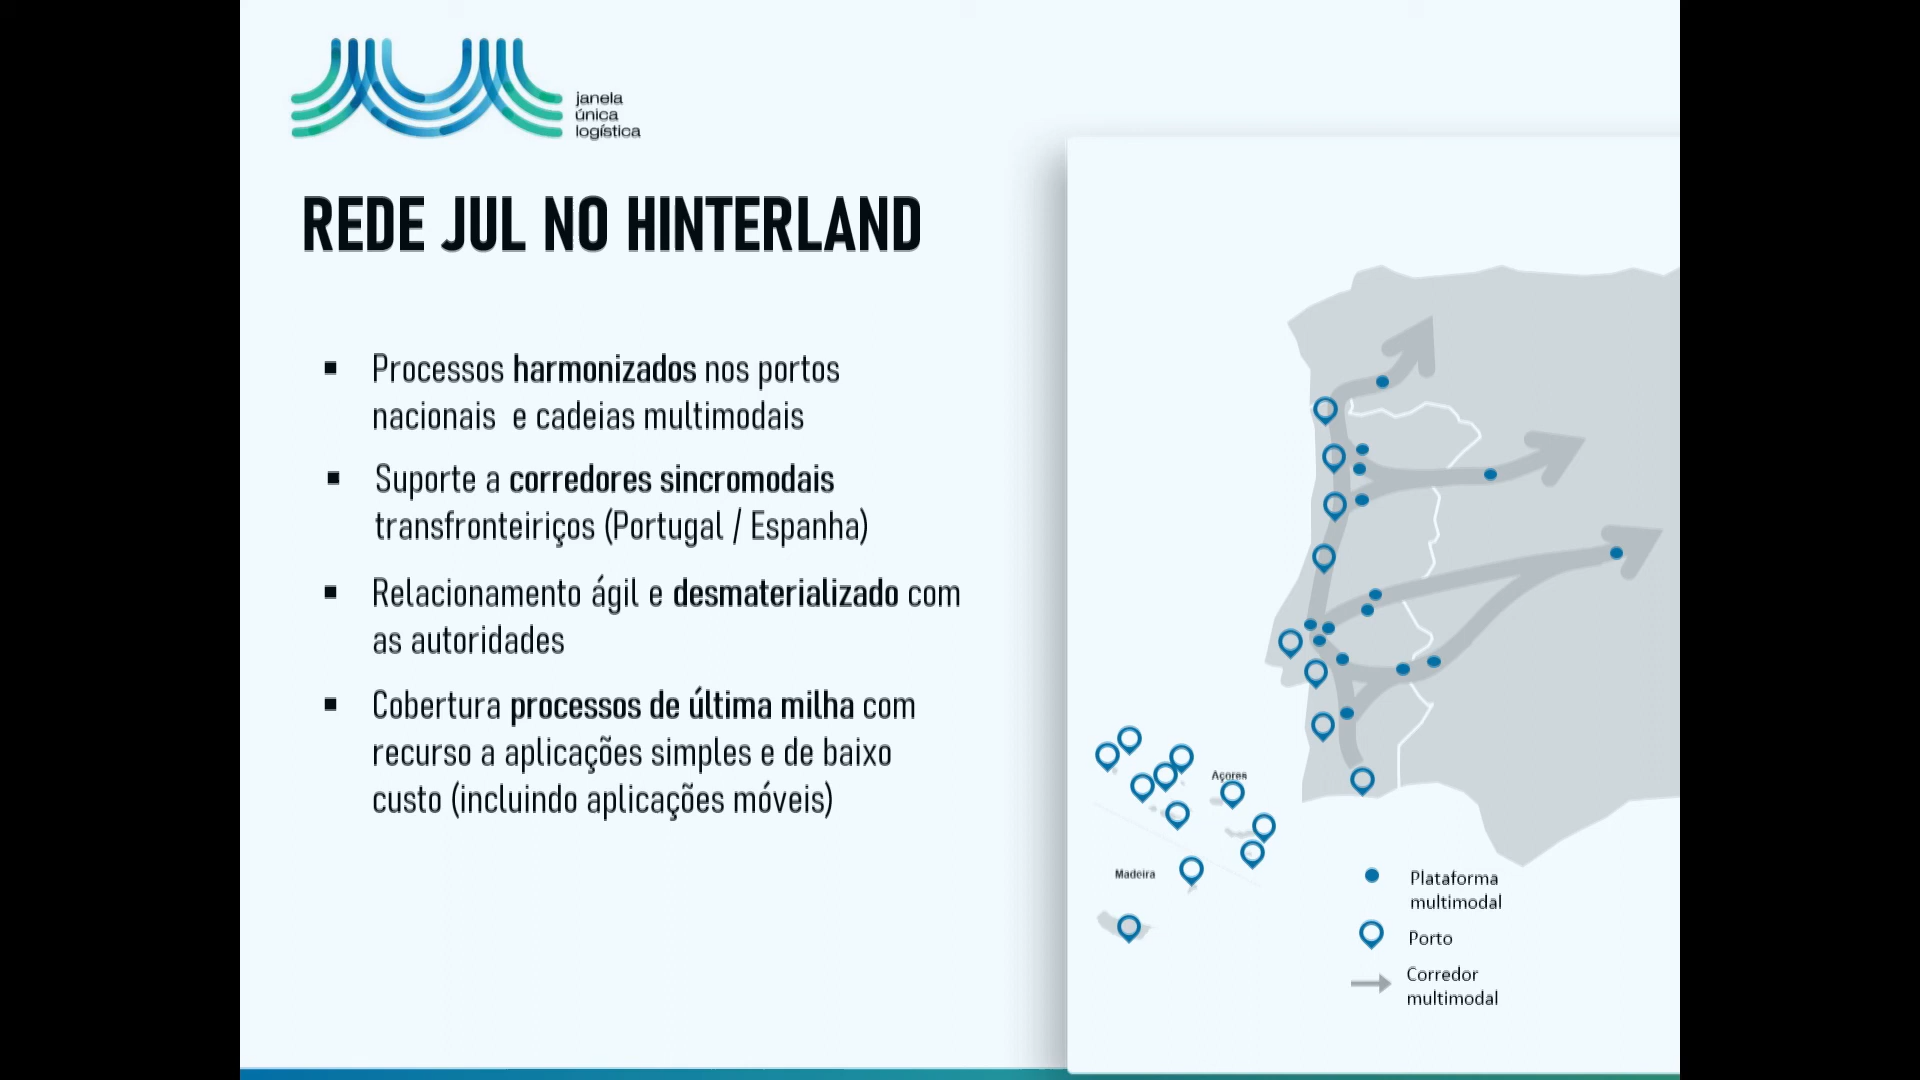 janela
única
logística
REDE JUL NO HINTERLAND
▪ Processos harmonizados nos portos
nacionais e cadeias multimodais
▪ Suporte a corredores sincromodais
transfronteiriços (Portugal / Espanha)
▪ Relacionamento ágil e desmaterializado com
as autoridades
▪ Cobertura processos de última milha com
recurso a aplicações simples e de baixo
custo (incluindo aplicações móveis)
Açores
Madeira
Plataforma
multimodal
Porto
Corredor
multimodal